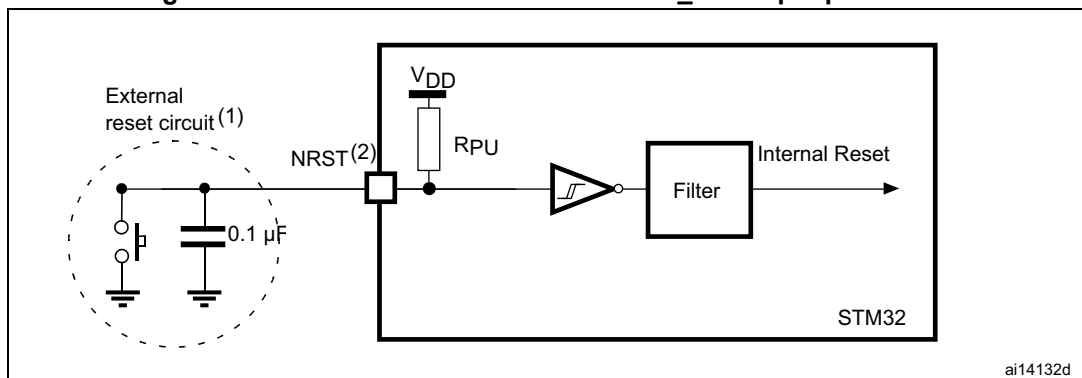 External
reset circuit(1)
VDD
RPU
NRST(2)
Internal Reset
Filter
0.1 µF
STM32
ai14132d